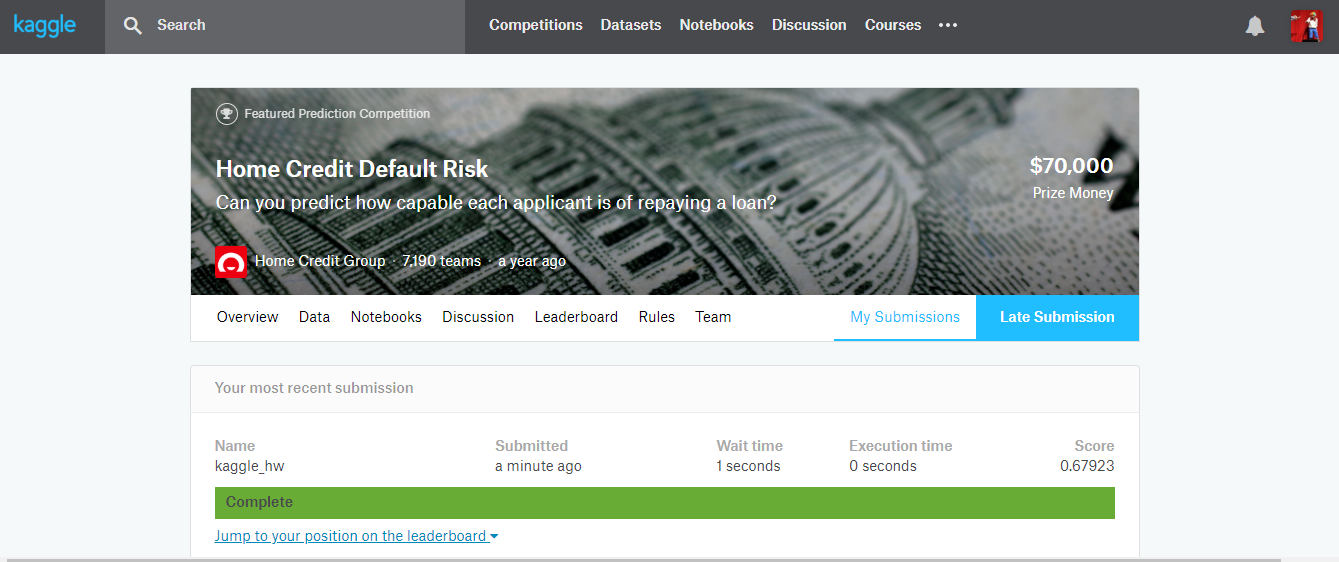 kaggle Search Competitions Datasets Notebooks Discussion Courses
Featured Prediction Competition
Home Credit Default Risk
Can you predict how capable each applicant is of repaying a loan?
$70,000
Prize Money
Home Credit Group · 7,190 teams · a year ago
Overview Data Notebooks Discussion Leaderboard Rules Team My Submissions Late Submission
Your most recent submission
Name Submitted Wait time Execution time Score
kaggle_hw a minute ago 1 seconds 0 seconds 0.67923
Complete
Jump to your position on the leaderboard